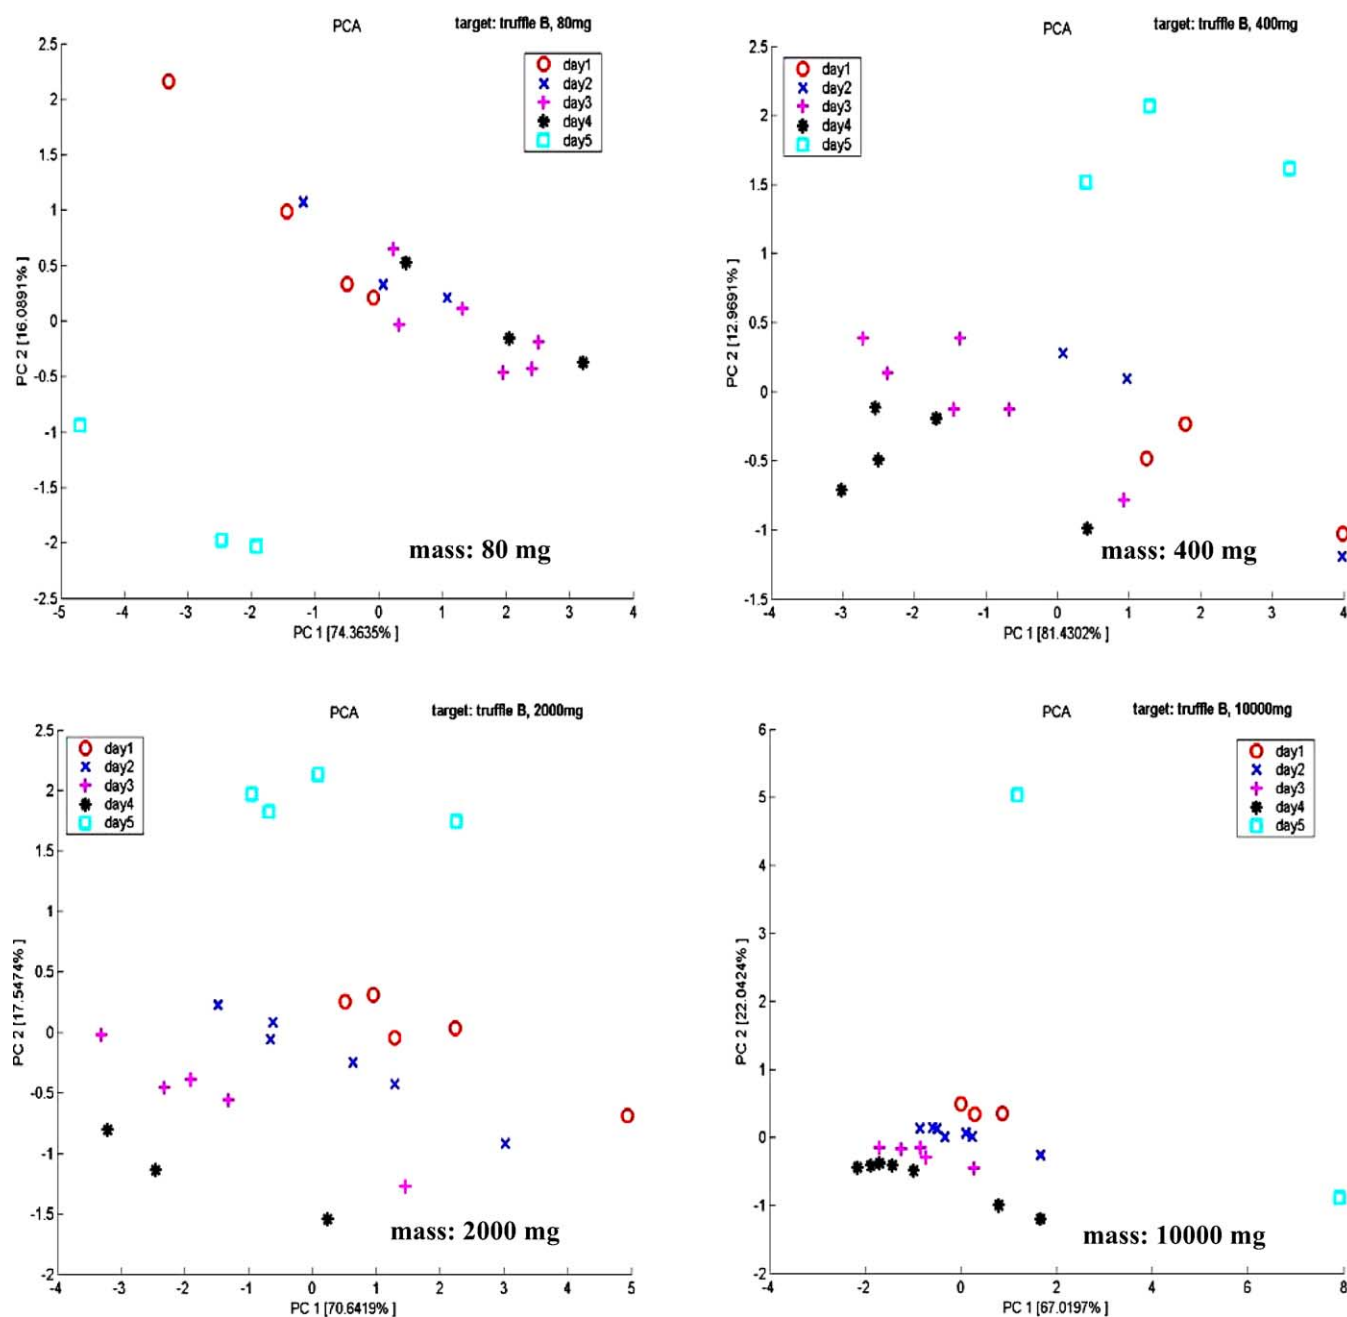 PCA target: truffle B, 80mg
day1
day2
day3
day4
day5
2.5
2
1.5
1
0.5
0
-0.5
-1
-1.5
-2
-2.5
PC 2 [16.0891% ]
mass: 80 mg
-5 -4 -3 -2 -1 0 1 2 3 4
PC 1 [74.3635% ]
PCA target: truffle B, 400mg
day1
day2
day3
day4
day5
2.5
2
1.5
1
0.5
0
-0.5
-1
-1.5
PC 2 [12.9691% ]
mass: 400 mg
-4 -3 -2 -1 0 1 2 3 4
PC 1 [81.4302% ]
PCA target: truffle B, 2000mg
day1
day2
day3
day4
day5
2.5
2
1.5
1
0.5
0
-0.5
-1
-1.5
-2
PC 2 [17.5474% ]
mass: 2000 mg
-4 -3 -2 -1 0 1 2 3 4 5
PC 1 [70.6419% ]
PCA target: truffle B, 10000mg
day1
day2
day3
day4
day5
6
5
4
3
2
1
0
-1
-2
PC 2 [22.0424% ]
mass: 10000 mg
-4 -2 0 2 4 6 8
PC 1 [67.0197% ]